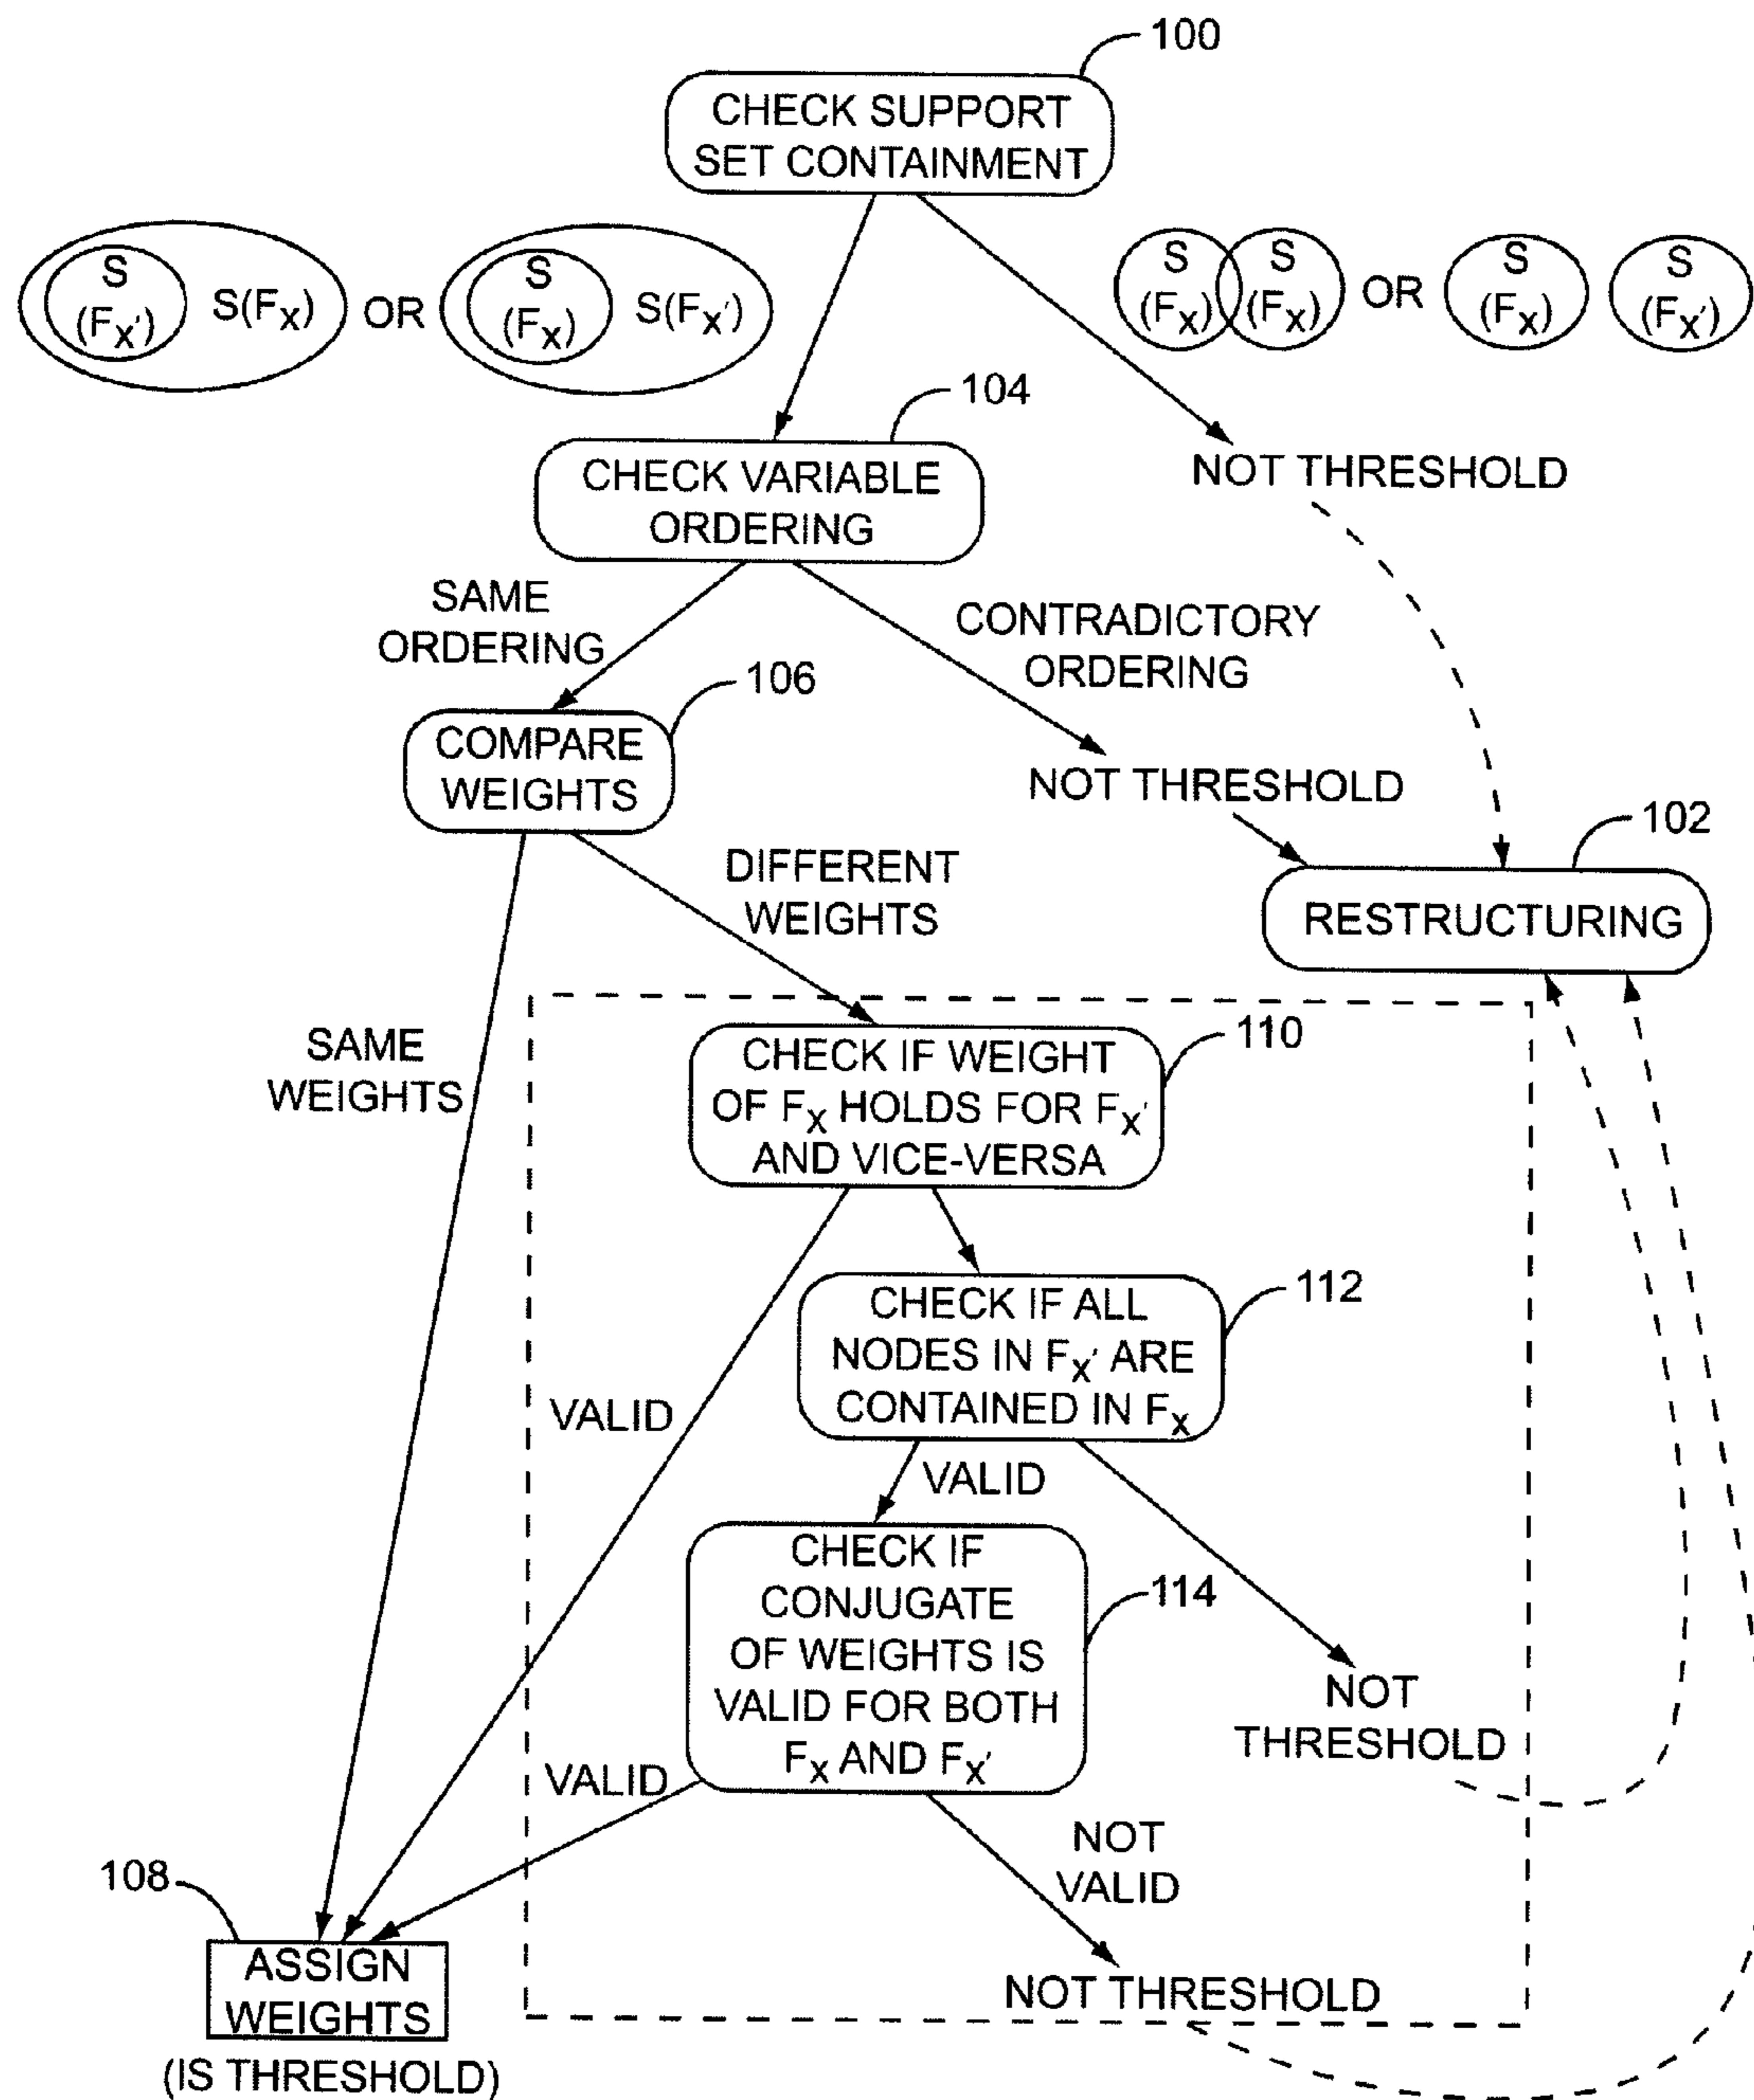 100
CHECK SUPPORT
SET CONTAINMENT
S
(Fx')
S(Fx)
OR
S
(Fx)
S(Fx')
S
(Fx)
S
(Fx)
OR
S
(Fx)
S
(Fx')
104
CHECK VARIABLE
ORDERING
NOT THRESHOLD
SAME
ORDERING
CONTRADICTORY
ORDERING
106
COMPARE
WEIGHTS
NOT THRESHOLD
102
RESTRUCTURING
DIFFERENT
WEIGHTS
SAME
WEIGHTS
110
CHECK IF WEIGHT
OF Fx HOLDS FOR Fx'
AND VICE-VERSA
112
CHECK IF ALL
NODES IN Fx' ARE
CONTAINED IN Fx
VALID
VALID
114
CHECK IF
CONJUGATE
OF WEIGHTS IS
VALID FOR BOTH
Fx AND Fx'
NOT
THRESHOLD
VALID
NOT
VALID
108
ASSIGN
WEIGHTS
(IS THRESHOLD)
NOT THRESHOLD